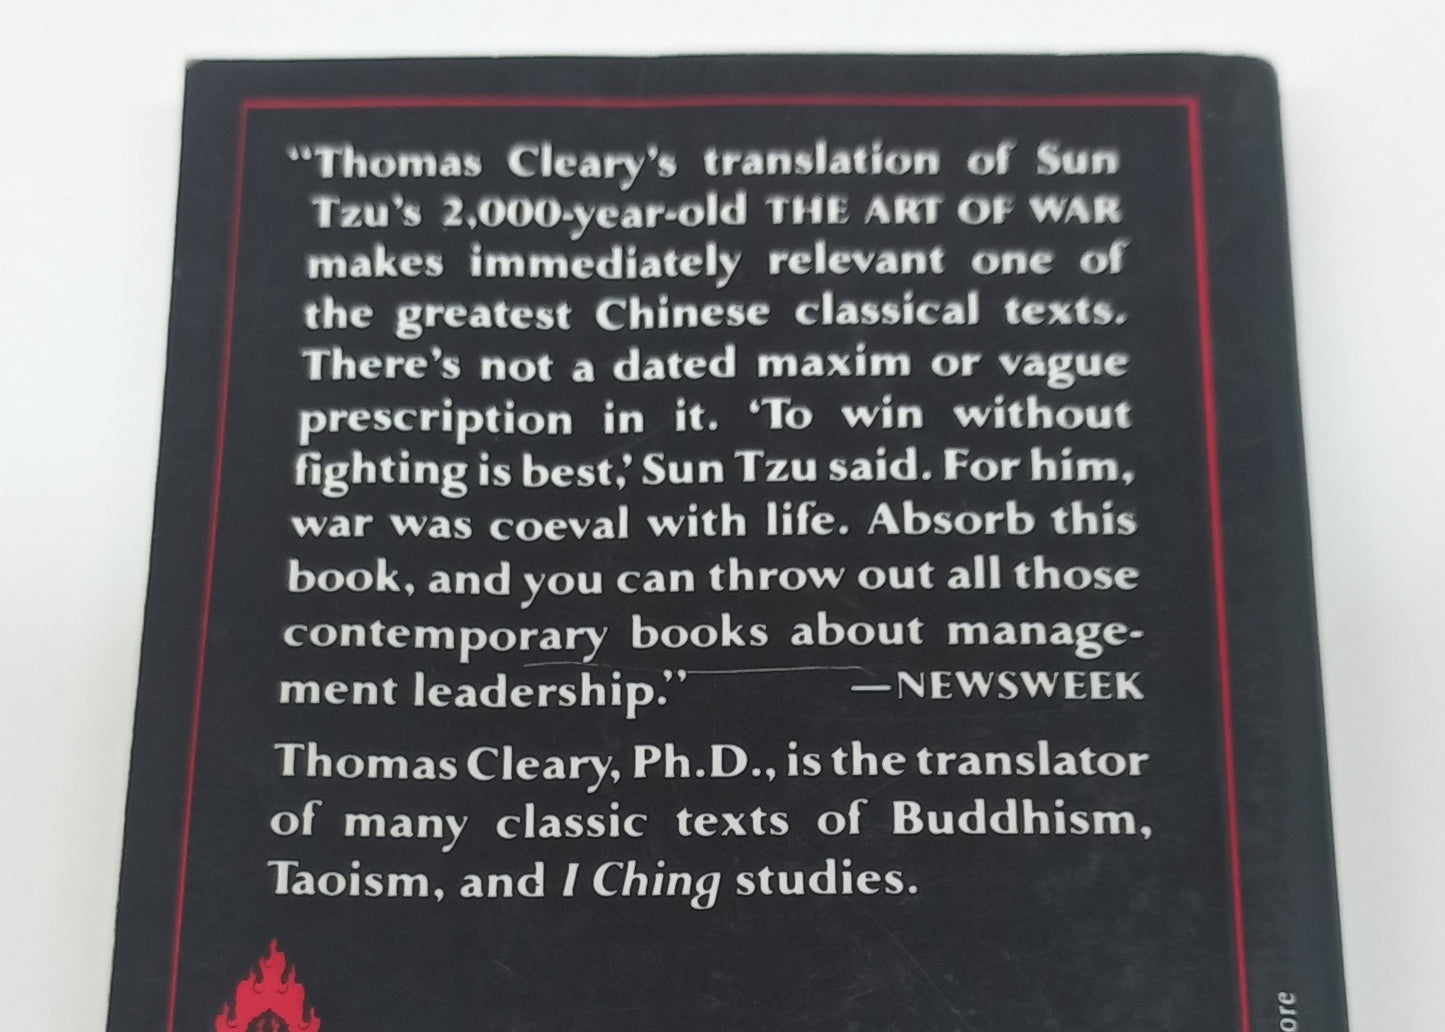 “Thomas Cleary’s translation of Sun
Tzu’s 2,000-year-old THE ART OF WAR
makes immediately relevant one of
the greatest Chinese classical texts.
There’s not a dated maxim or vague
prescription in it. ‘To win without
fighting is best,’ Sun Tzu said. For him,
war was coeval with life. Absorb this
book, and you can throw out all those
contemporary books about manage-
ment leadership.” —NEWSWEEK
Thomas Cleary, Ph.D., is the translator
of many classic texts of Buddhism,
Taoism, and I Ching studies.